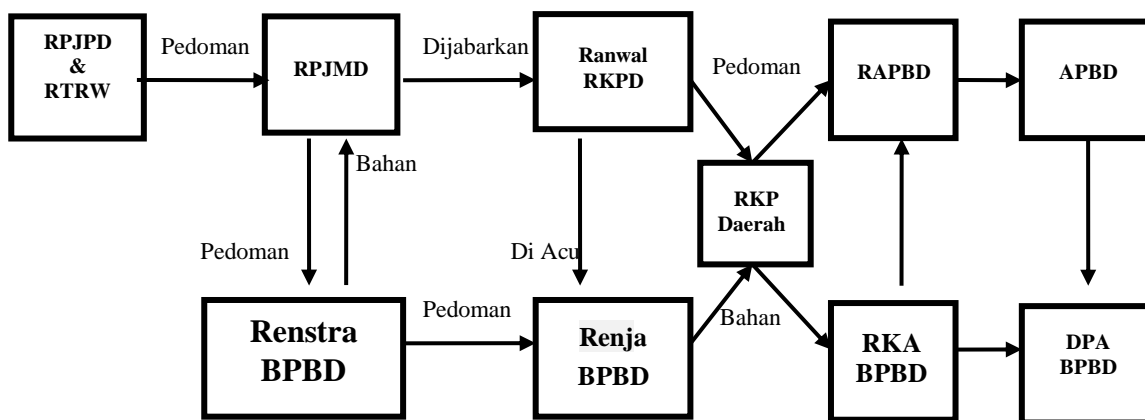 RPJPD
&
RTRW
Pedoman
RPJMD
Dijabarkan
Ranwal
RKPD
Pedoman
RAPBD
APBD
Bahan
RKP
Daerah
Pedoman
Di Acu
Renstra
BPBD
Pedoman
Renja
BPBD
Bahan
RKA
BPBD
DPA
BPBD